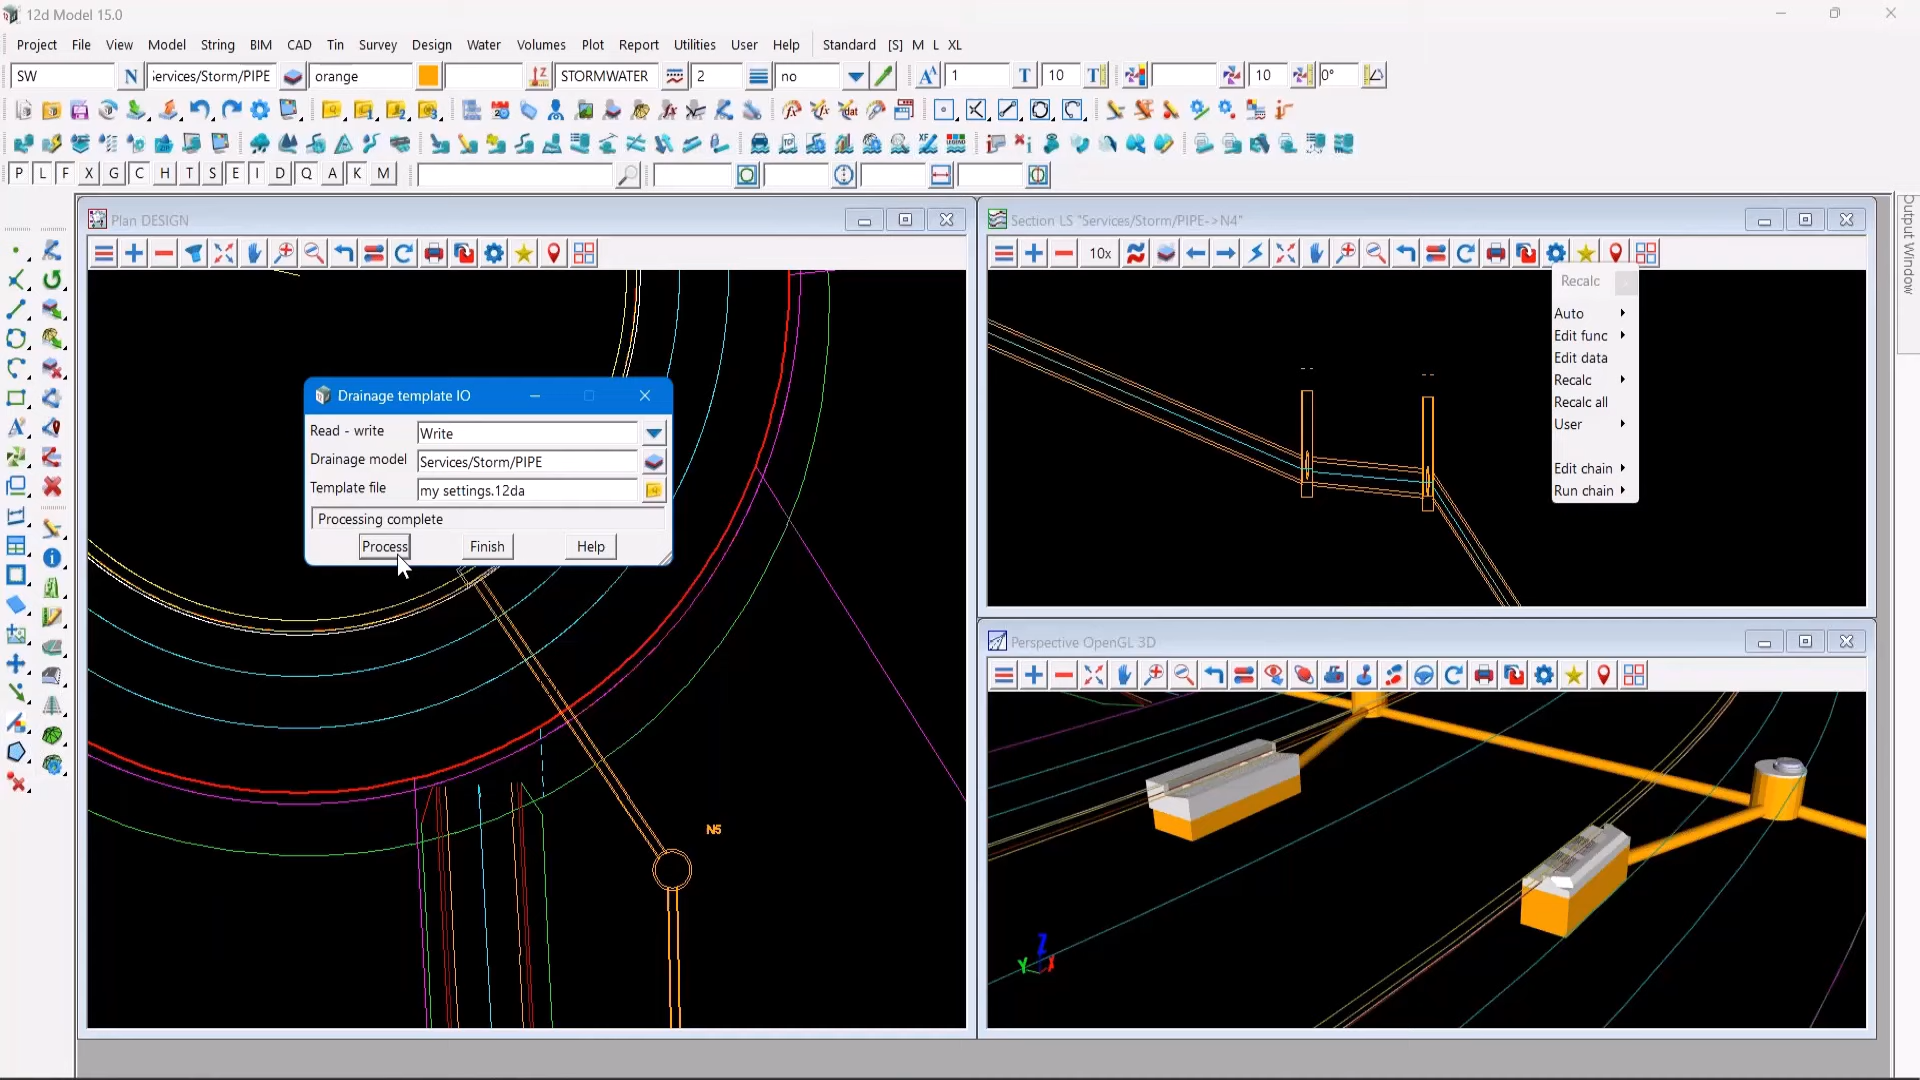 12d Model 15.0
Project File View Model String BIM CAD Tin Survey Design Water Volumes Plot Report Utilities User Help Standard [S] M L XL
SW N ervices/Storm/PIPE orange STORMWATER 2 no 1 T 10 T 10 0°
P L F X G C H T S E I D Q A K M
Plan DESIGN
Section LS "Services/Storm/PIPE->N4"
10x
Output Window
Recalc
Auto
Edit func
Edit data
Recalc
Recalc all
User
Edit chain
Run chain
Drainage template IO
Read - write Write
Drainage model Services/Storm/PIPE
Template file my settings.12da
Processing complete
Process Finish Help
N5
Perspective OpenGL 3D
Z
Y X